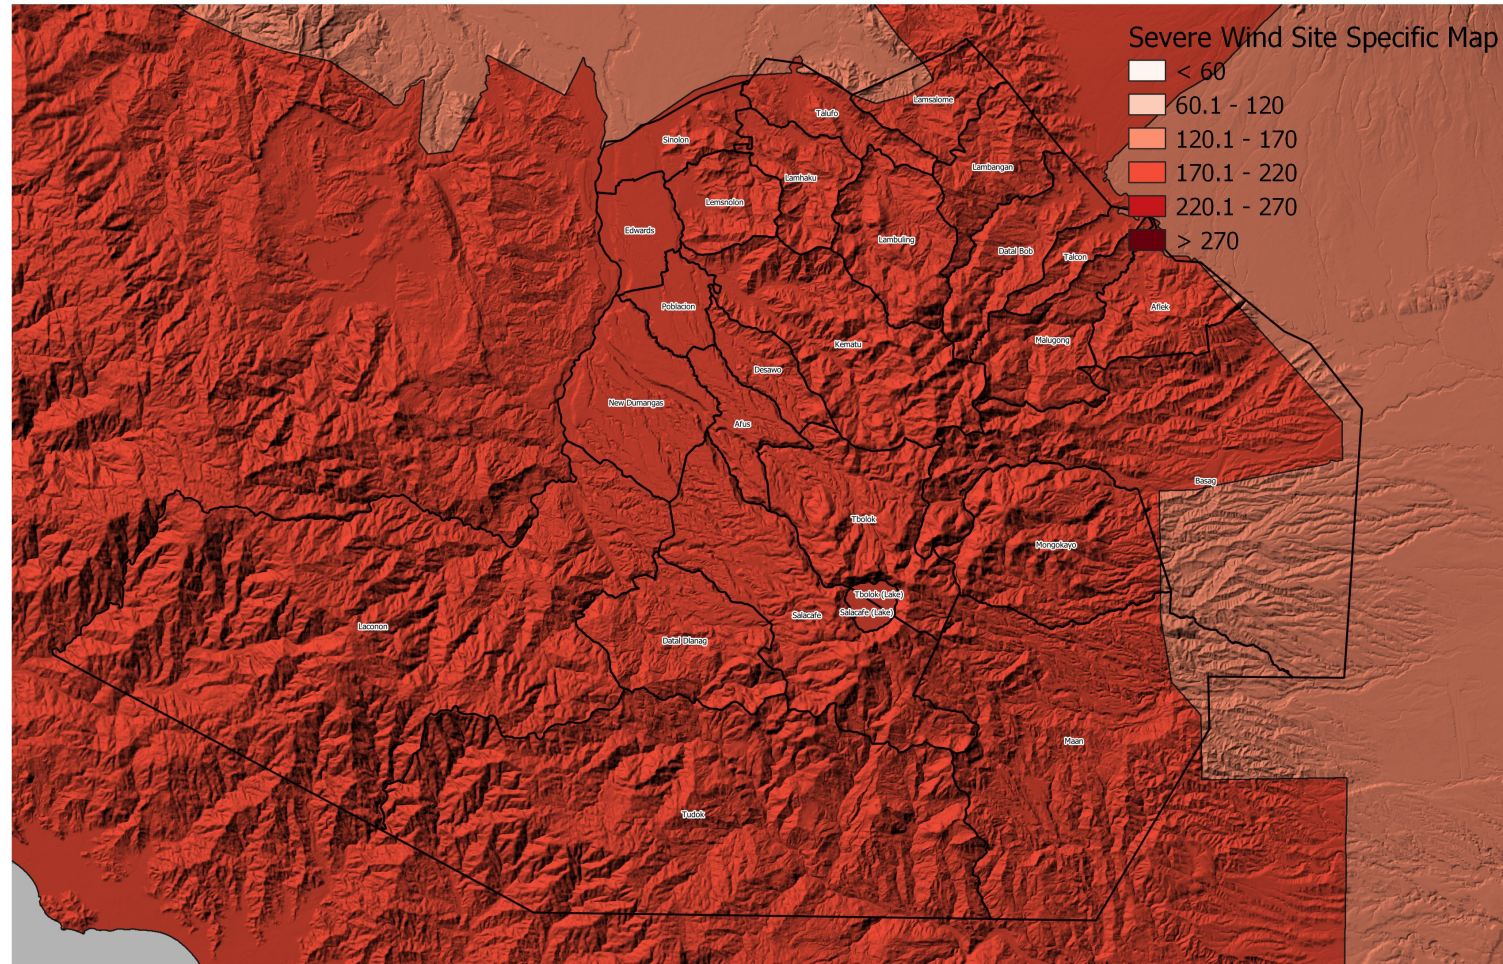 Severe Wind Site Specific Map
< 60
60.1 - 120
120.1 - 170
170.1 - 220
220.1 - 270
> 270
Lamsalome
Talufo
Sinolon
Lambangan
Lamhaku
Lemsnolon
Edwards
Lambuling
Datal Bob
Talcon
Poblacion
Aflek
Malugong
Kematu
Desawo
New Dumangas
Afus
Basag
Tbolok
Mongokayo
Tbolok (Lake)
Salacafe (Lake)
Salacafe
Laconon
Datal Dlanag
Maan
Tudok